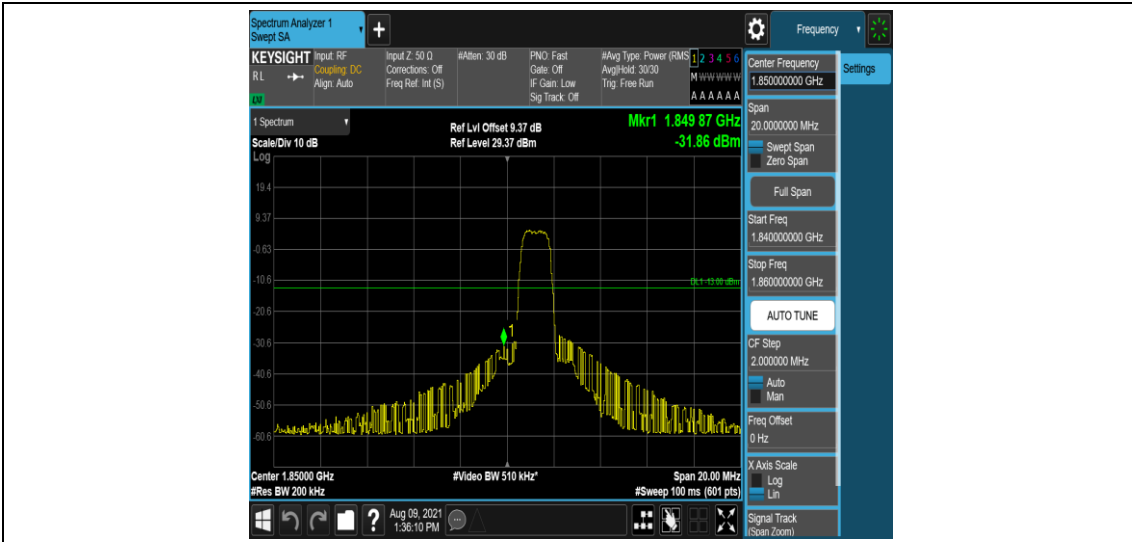 Spectrum Analyzer 1
Swept SA
+
Frequency
KEYSIGHT
RL
LXI
Input: RF
Coupling: DC
Align: Auto
Input Z: 50 Ω
Corrections: Off
Freq Ref: Int (S)
#Atten: 30 dB
PNO: Fast
Gate: Off
IF Gain: Low
Sig Track: Off
#Avg Type: Power (RMS
Avg|Hold: 30/30
Trig: Free Run
1 2 3 4 5 6
M W W W W W
A A A A A A
1 Spectrum
Scale/Div 10 dB
Log
Ref Lvl Offset 9.37 dB
Ref Level 29.37 dBm
Mkr1 1.849 87 GHz
-31.86 dBm
19.4
9.37
-0.63
-10.6
DL1 -13.00 dBm
-20.6
1
-30.6
-40.6
-50.6
-60.6
Center 1.85000 GHz
#Video BW 510 kHz*
Span 20.00 MHz
#Res BW 200 kHz
#Sweep 100 ms (601 pts)
?
Aug 09, 2021
1:36:10 PM
Center Frequency
1.850000000 GHz
Settings
Span
20.0000000 MHz
Swept Span
Zero Span
Full Span
Start Freq
1.840000000 GHz
Stop Freq
1.860000000 GHz
AUTO TUNE
CF Step
2.000000 MHz
Auto
Man
Freq Offset
0 Hz
X Axis Scale
Log
Lin
Signal Track
(Span Zoom)